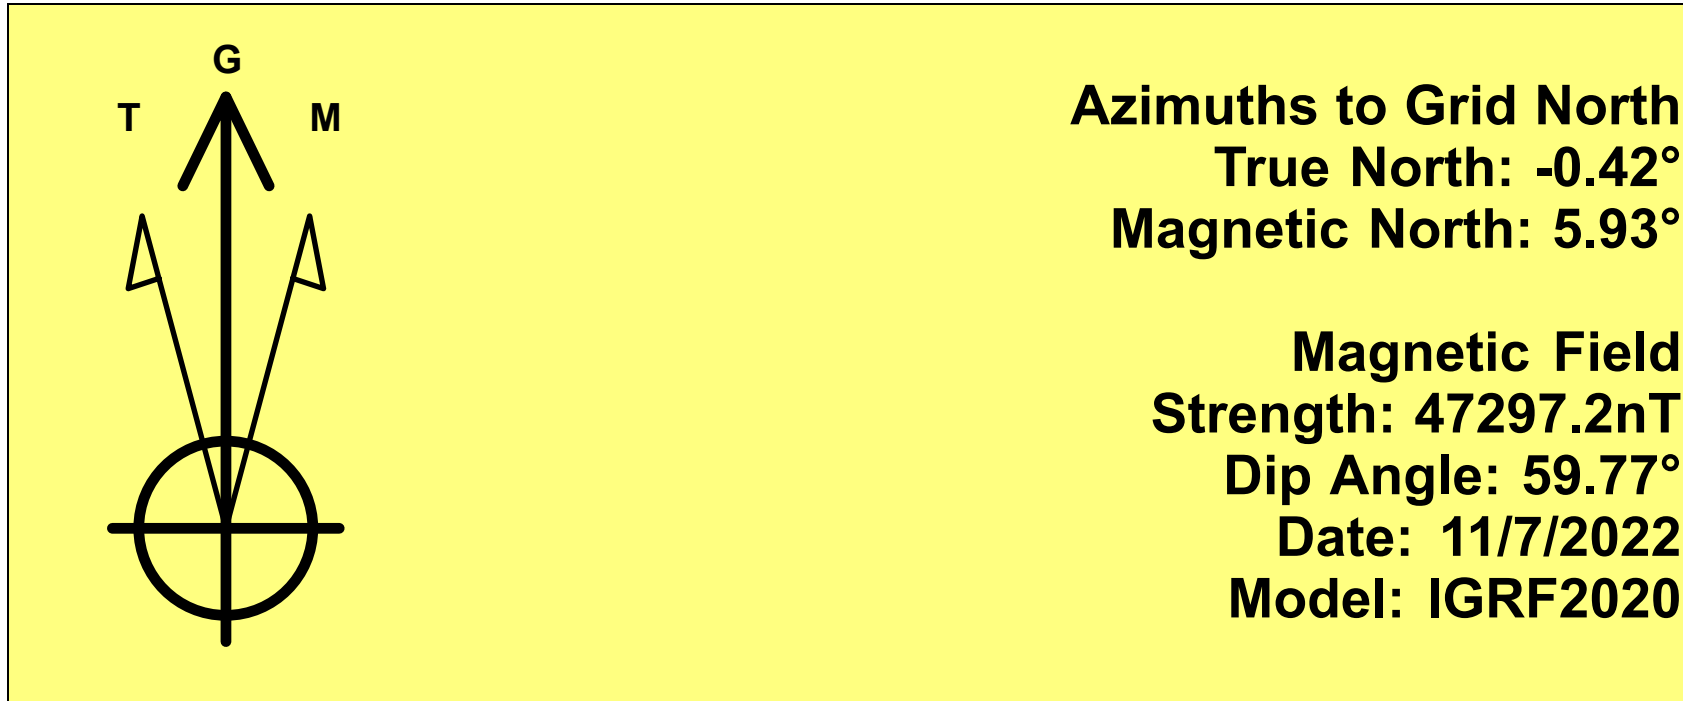 G
T M
Azimuths to Grid North
True North: -0.42°
Magnetic North: 5.93°
Magnetic Field
Strength: 47297.2nT
Dip Angle: 59.77°
Date: 11/7/2022
Model: IGRF2020